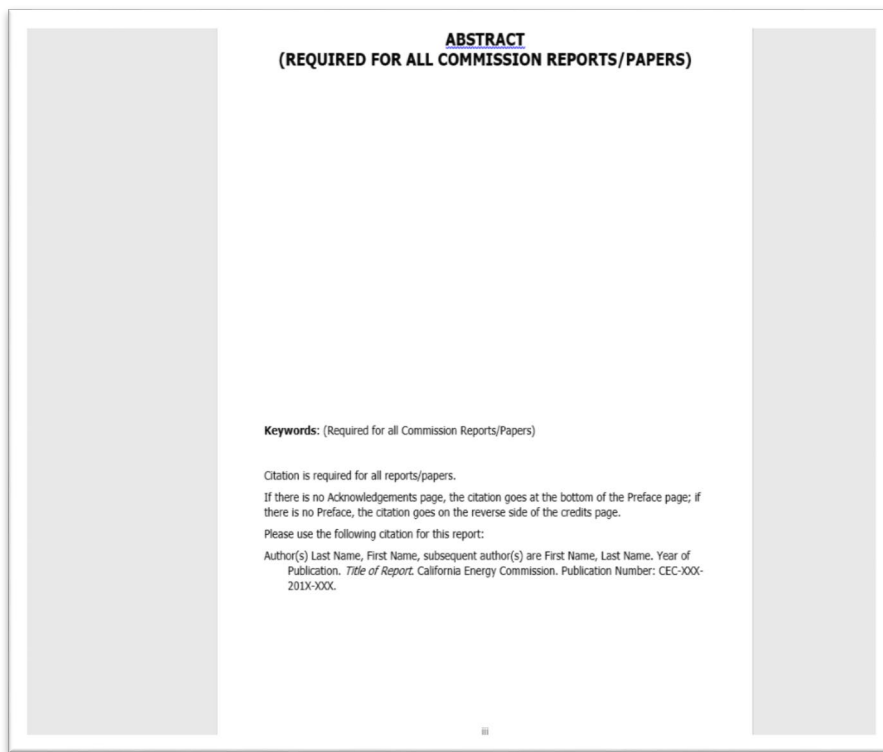 ABSTRACT
(REQUIRED FOR ALL COMMISSION REPORTS/PAPERS)
Keywords: (Required for all Commission Reports/Papers)
Citation is required for all reports/papers.
If there is no Acknowledgements page, the citation goes at the bottom of the Preface page; if
there is no Preface, the citation goes on the reverse side of the credits page.
Please use the following citation for this report:
Author(s) Last Name, First Name, subsequent author(s) are First Name, Last Name. Year of
Publication. Title of Report. California Energy Commission. Publication Number: CEC-XXX-
201X-XXX.
iii